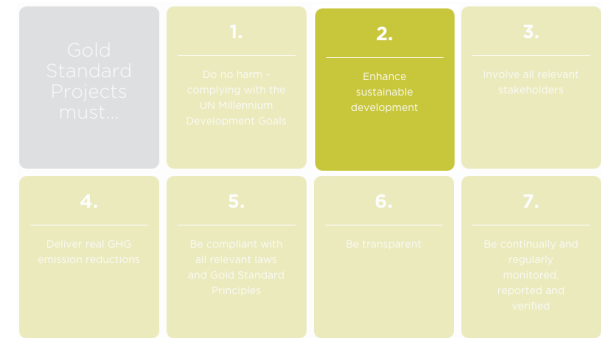 Gold
Standard
Projects
must...
1.
Do no harm –
complying with the
UN Millennium
Development Goals
2.
Enhance
sustainable
development
3.
Involve all relevant
stakeholders
4.
Deliver real GHG
emission reductions
5.
Be compliant with
all relevant laws
and Gold Standard
Principles
6.
Be transparent
7.
Be continually and
regularly
monitored,
reported and
verified